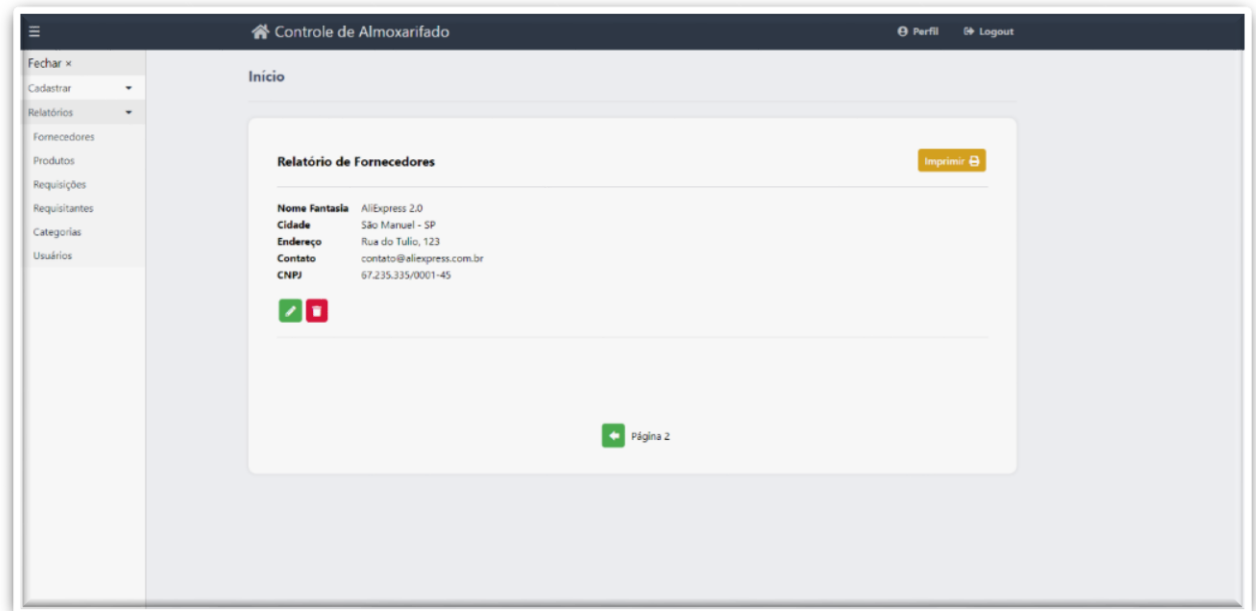 ☰ Controle de Almoxarifado Perfil Logout
Fechar ×
Cadastrar
Relatórios
Fornecedores
Produtos
Requisições
Requisitantes
Categorias
Usuários
Início
Relatório de Fornecedores Imprimir
Nome Fantasia AliExpress 2.0
Cidade São Manuel - SP
Endereço Rua do Tulio, 123
Contato contato@aliexpress.com.br
CNPJ 67.235.335/0001-45
Página 2